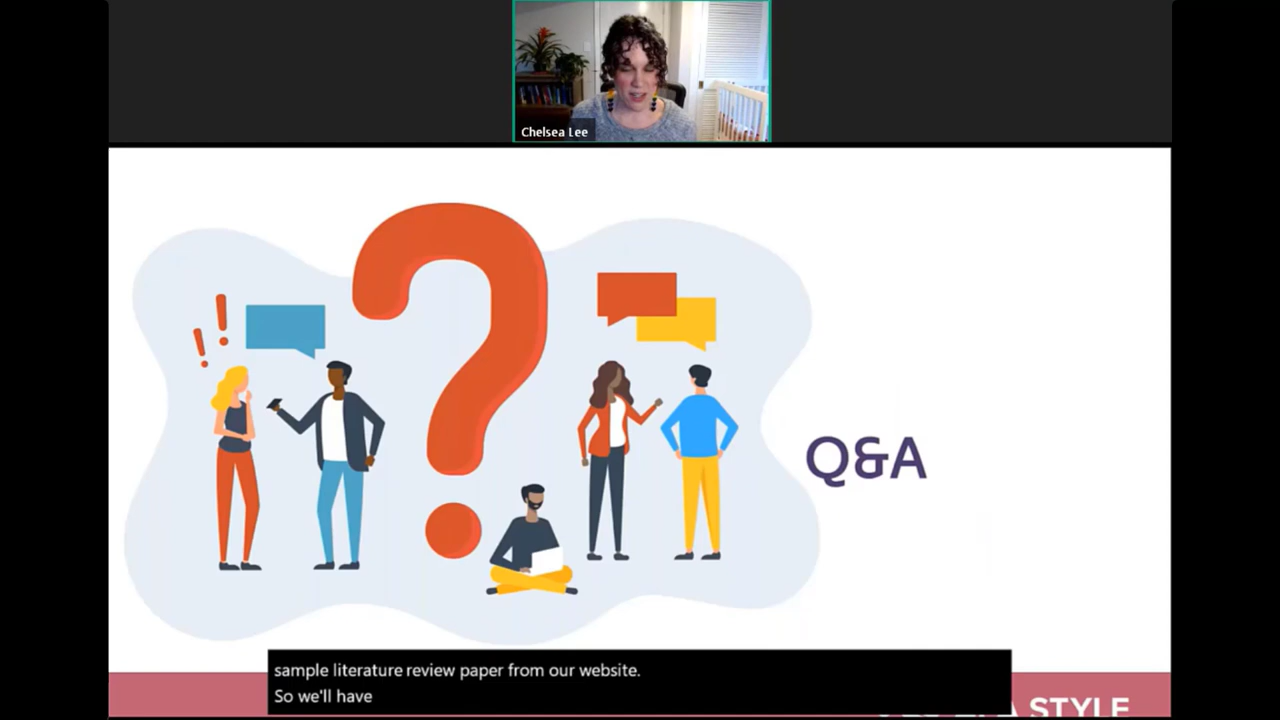 Chelsea Lee
Q&A
sample literature review paper from our website.
So we'll have
STYLE